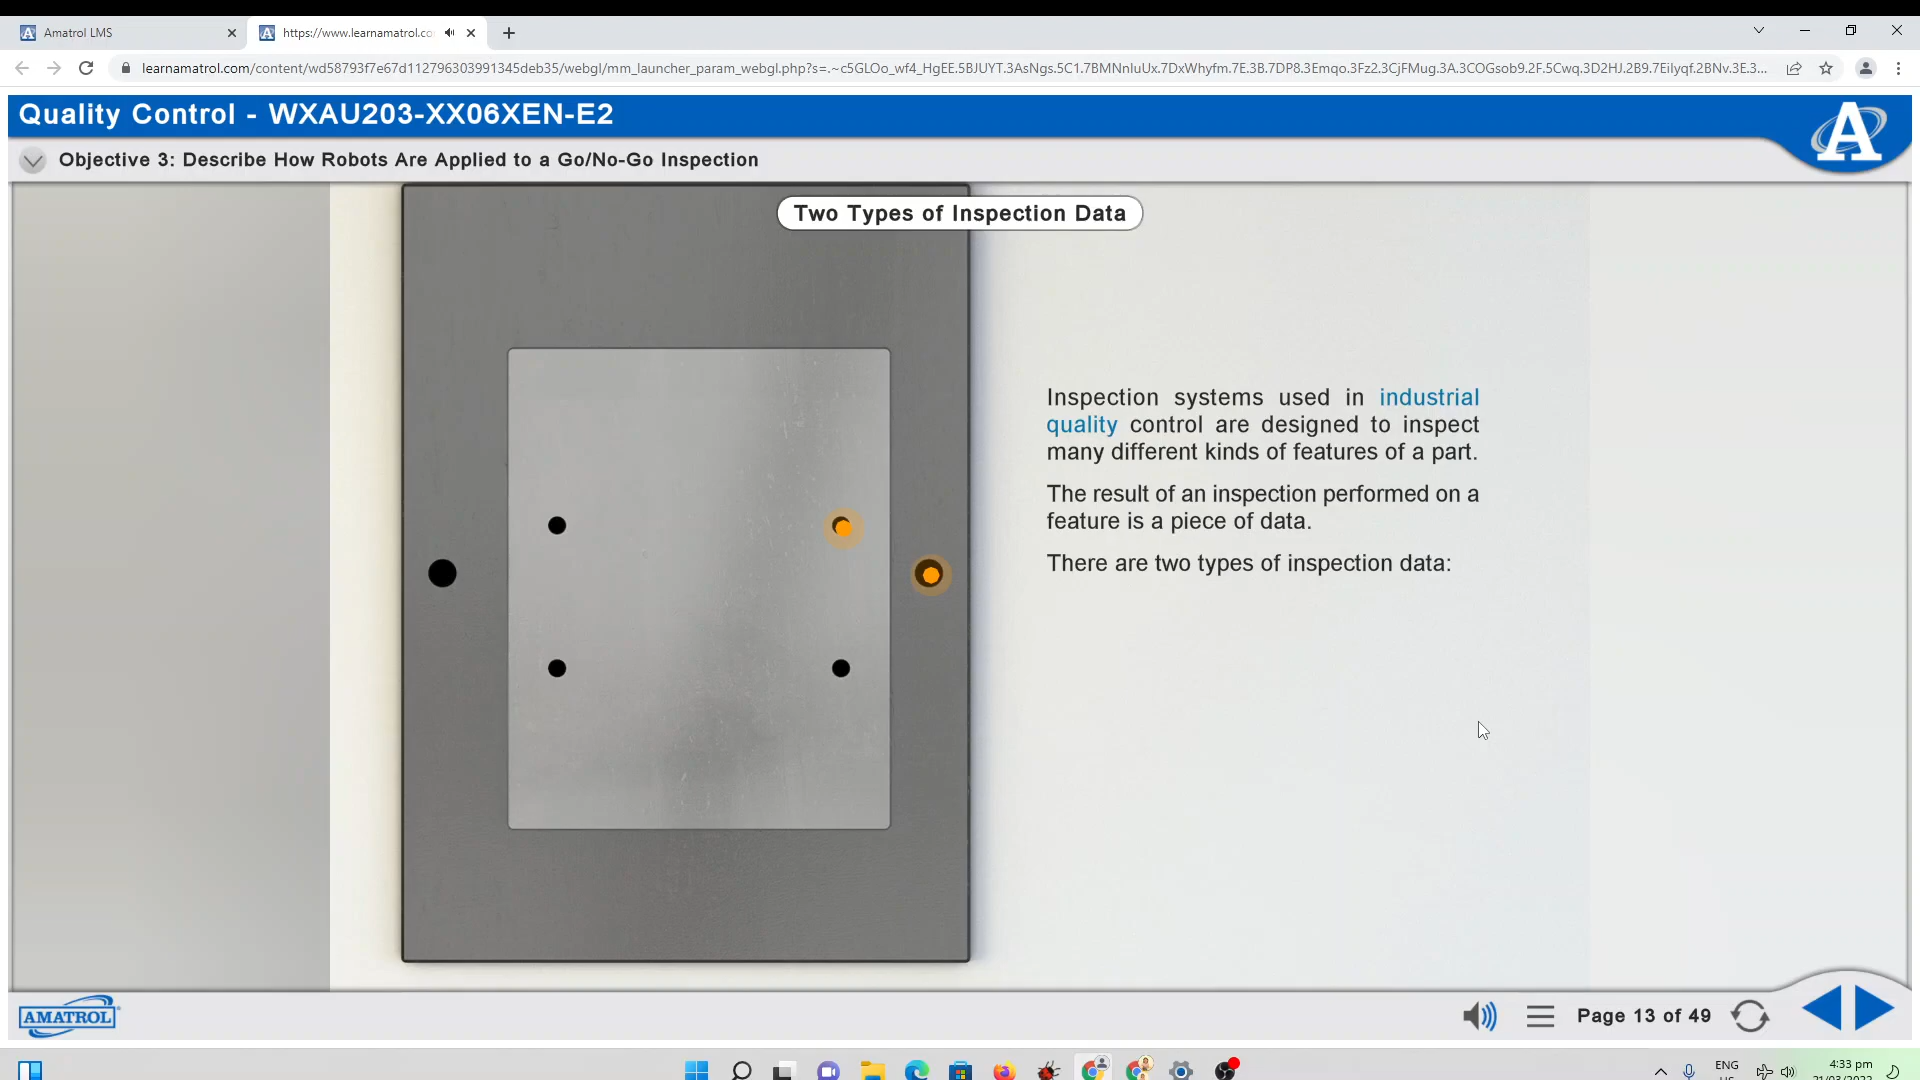 Amatrol LMS
https://www.learnamatrol.co
learnamatrol.com/content/wd58793f7e67d112796303991345deb35/webgl/mm_launcher_param_webgl.php?s=.~c5GLOo_wf4_HgEE.5BJUYT.3AsNgs.5C1.7BMNnIuUx.7DxWhyfm.7E.3B.7DP8.3Emqo.3Fz2.3CjFMug.3A.3COGsob9.2F.5Cwq.3D2HJ.2B9.7Eilyqf.2BNv.3E.3...
Quality Control - WXAU203-XX06XEN-E2
Objective 3: Describe How Robots Are Applied to a Go/No-Go Inspection
A
Two Types of Inspection Data
Inspection systems used in industrial
quality control are designed to inspect
many different kinds of features of a part.
The result of an inspection performed on a
feature is a piece of data.
There are two types of inspection data:
AMATROL
Page 13 of 49
ENG
4:33 pm